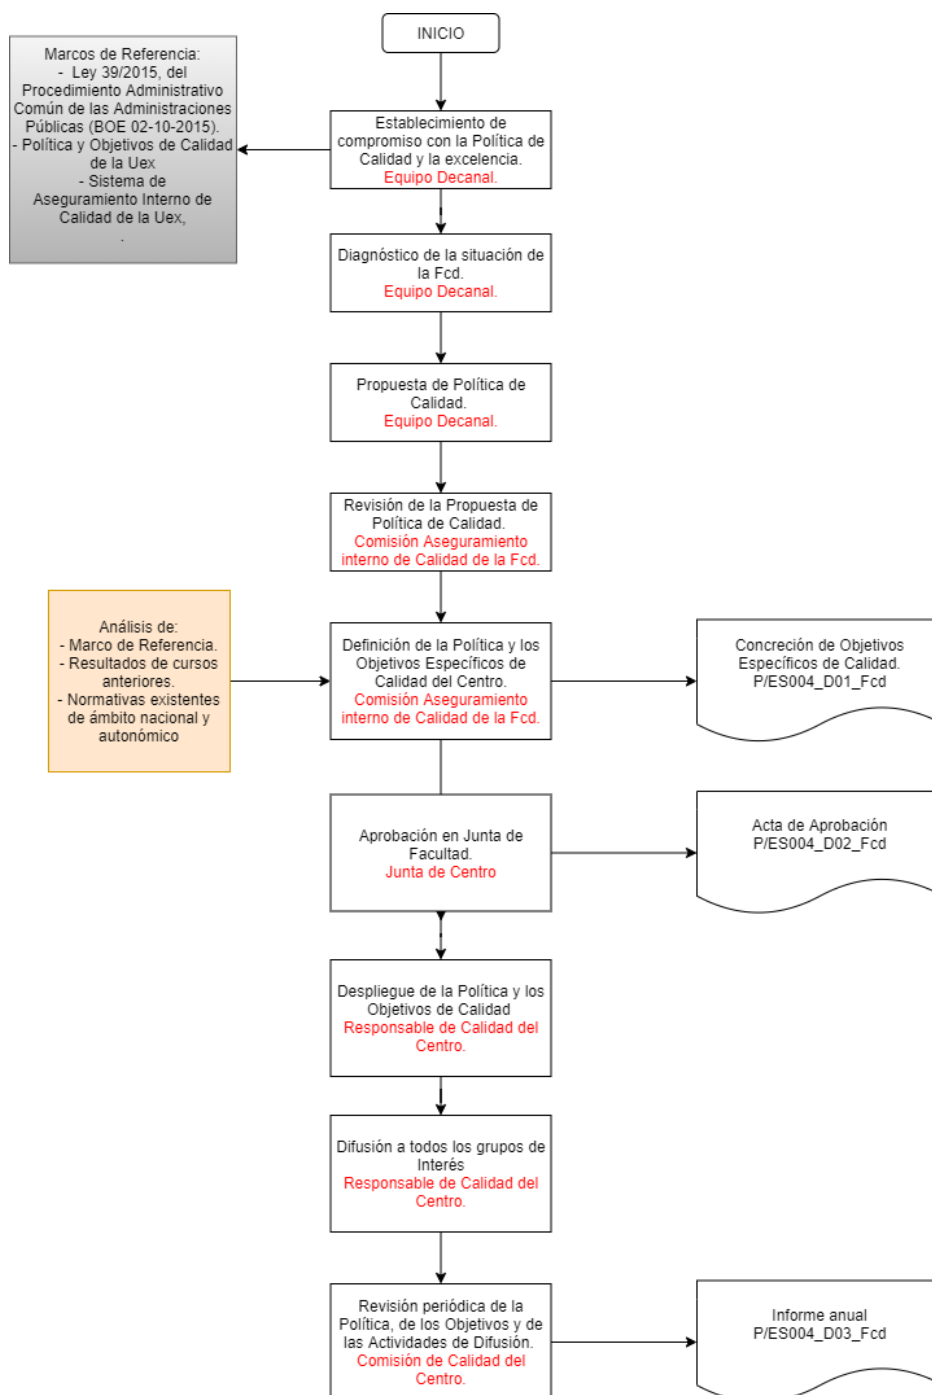 INICIO
Marcos de Referencia:
- Ley 39/2015, del
Procedimiento Administrativo
Común de las Administraciones
Públicas (BOE 02-10-2015).
- Política y Objetivos de Calidad
de la Uex
- Sistema de
Aseguramiento Interno de
Calidad de la Uex,
.
Establecimiento de
compromiso con la Política de
Calidad y la excelencia.
Equipo Decanal.
Diagnóstico de la situación de
la Fcd.
Equipo Decanal.
Propuesta de Política de
Calidad.
Equipo Decanal.
Revisión de la Propuesta de
Política de Calidad.
Comisión Aseguramiento
interno de Calidad de la Fcd.
Análisis de:
- Marco de Referencia.
- Resultados de cursos
anteriores.
- Normativas existentes
de ámbito nacional y
autonómico
Definición de la Política y los
Objetivos Específicos de
Calidad del Centro.
Comisión Aseguramiento
interno de Calidad de la Fcd.
Concreción de Objetivos
Específicos de Calidad.
P/ES004_D01_Fcd
Aprobación en Junta de
Facultad.
Junta de Centro
Acta de Aprobación
P/ES004_D02_Fcd
Despliegue de la Política y los
Objetivos de Calidad
Responsable de Calidad del
Centro.
Difusión a todos los grupos de
Interés
Responsable de Calidad del
Centro.
Revisión periódica de la
Política, de los Objetivos y de
las Actividades de Difusión.
Comisión de Calidad del
Centro.
Informe anual
P/ES004_D03_Fcd